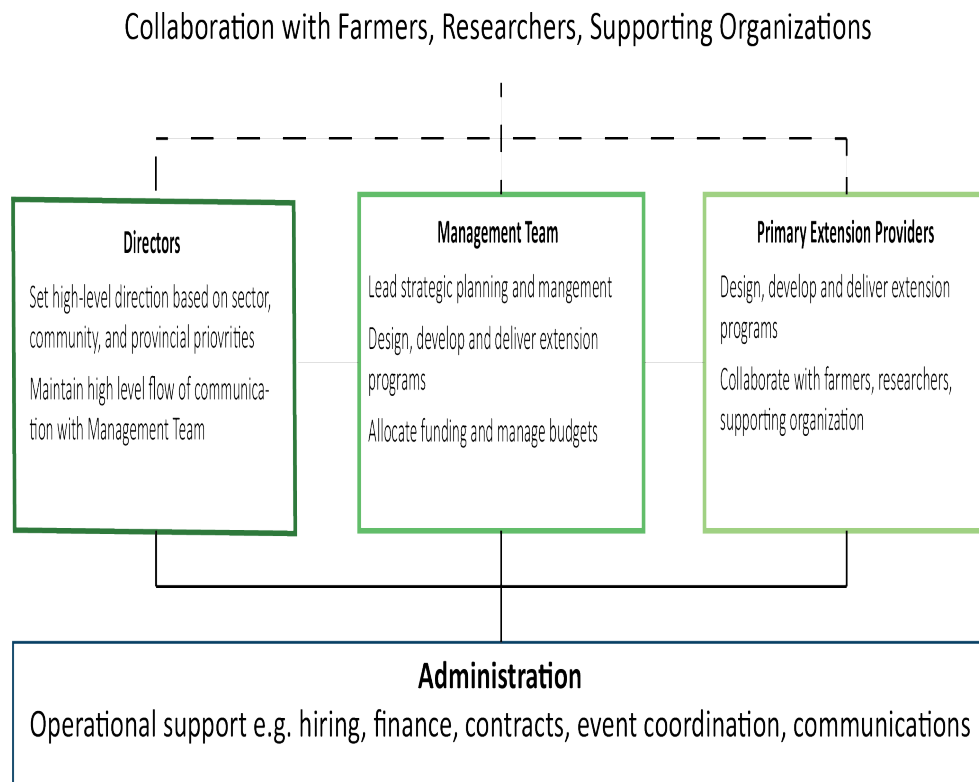 Collaboration with Farmers, Researchers, Supporting Organizations
Directors
Set high-level direction based on sector,
community, and provincial priovrities
Maintain high level flow of communica-
tion with Management Team
Management Team
Lead strategic planning and mangement
Design, develop and deliver extension
programs
Allocate funding and manage budgets
Primary Extension Providers
Design, develop and deliver extension
programs
Collaborate with farmers, researchers,
supporting organization
Administration
Operational support e.g. hiring, finance, contracts, event coordination, communications